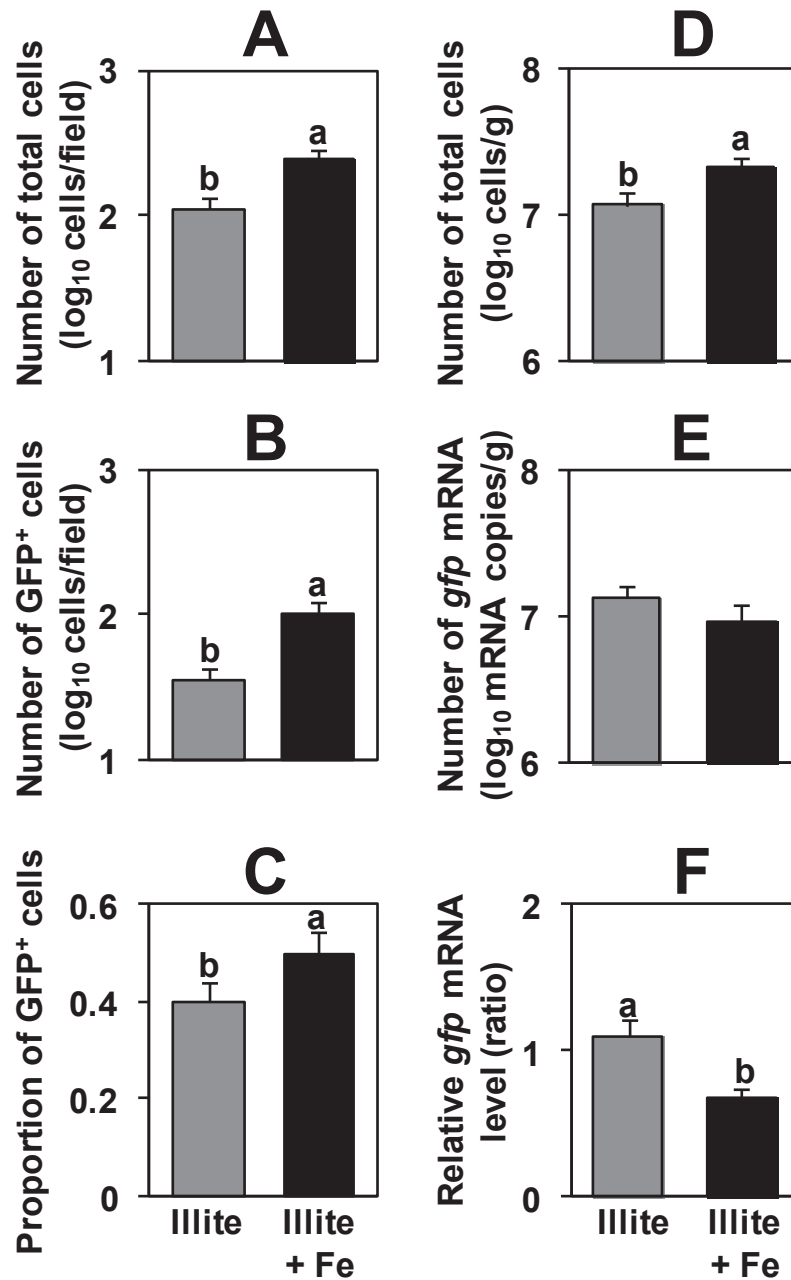 A
Number of total cells
(log₁₀ cells/field)
3
2
1
b
a
D
Number of total cells
(log₁₀ cells/g)
8
7
6
b
a
B
Number of GFP⁺ cells
(log₁₀ cells/field)
3
2
1
b
a
E
Number of gfp mRNA
(log₁₀ mRNA copies/g)
8
7
6
C
Proportion of GFP⁺ cells
0.6
0.4
0.2
0
b
a
Illite
Illite
+ Fe
F
Relative gfp mRNA
level (ratio)
2
1
0
a
b
Illite
Illite
+ Fe